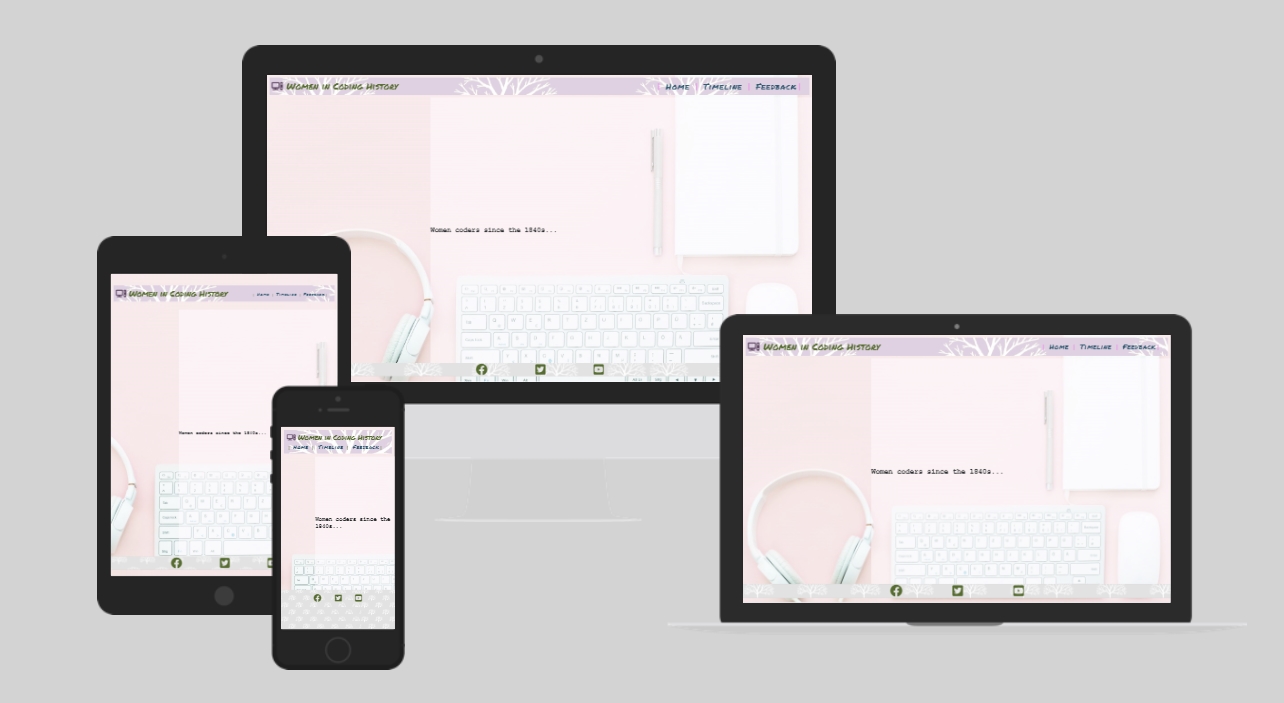 Women in Coding History
| Home | Timeline | Feedback |
Women coders since the 1840s...
Women in Coding History
| Home | Timeline | Feedback |
Women coders since the 1840s...
Women in Coding History
| Home | Timeline | Feedback |
Women coders since the
1840s...
Women in Coding History
| Home | Timeline | Feedback |
Women coders since the 1840s...